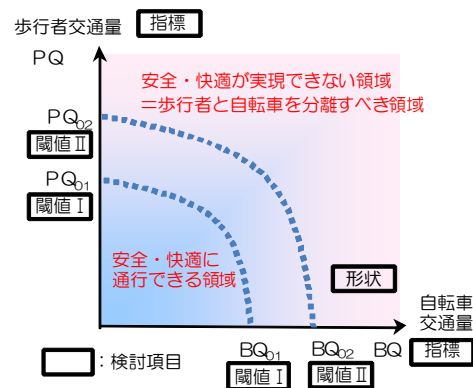 歩行者交通量 指標
PQ
安全・快適が実現できない領域
＝歩行者と自転車を分離すべき領域
PQ02
閾値Ⅱ
PQ01
閾値Ⅰ
安全・快適に
通行できる領域
形状
自転車
交通量
BQ01 BQ02 BQ 指標
閾値Ⅰ 閾値Ⅱ
：検討項目